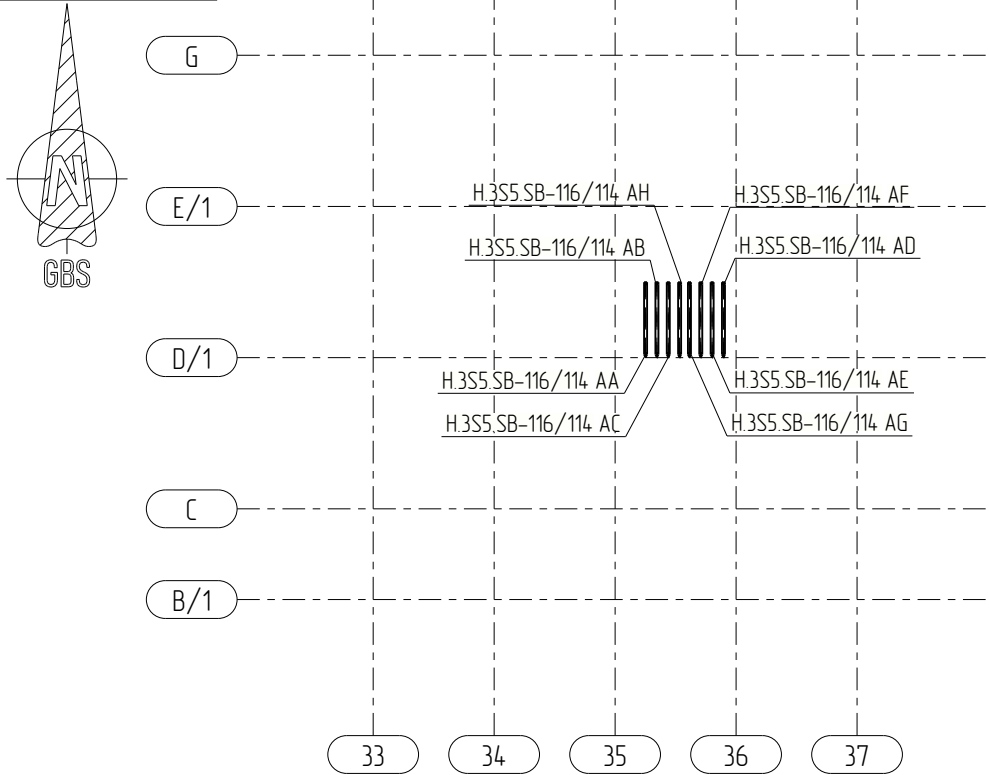 G
N
E/1
H.3S5.SB-116/114 AH
H.3S5.SB-116/114 AF
H.3S5.SB-116/114 AB
H.3S5.SB-116/114 AD
GBS
D/1
H.3S5.SB-116/114 AA
H.3S5.SB-116/114 AE
H.3S5.SB-116/114 AC
H.3S5.SB-116/114 AG
C
B/1
33 34 35 36 37